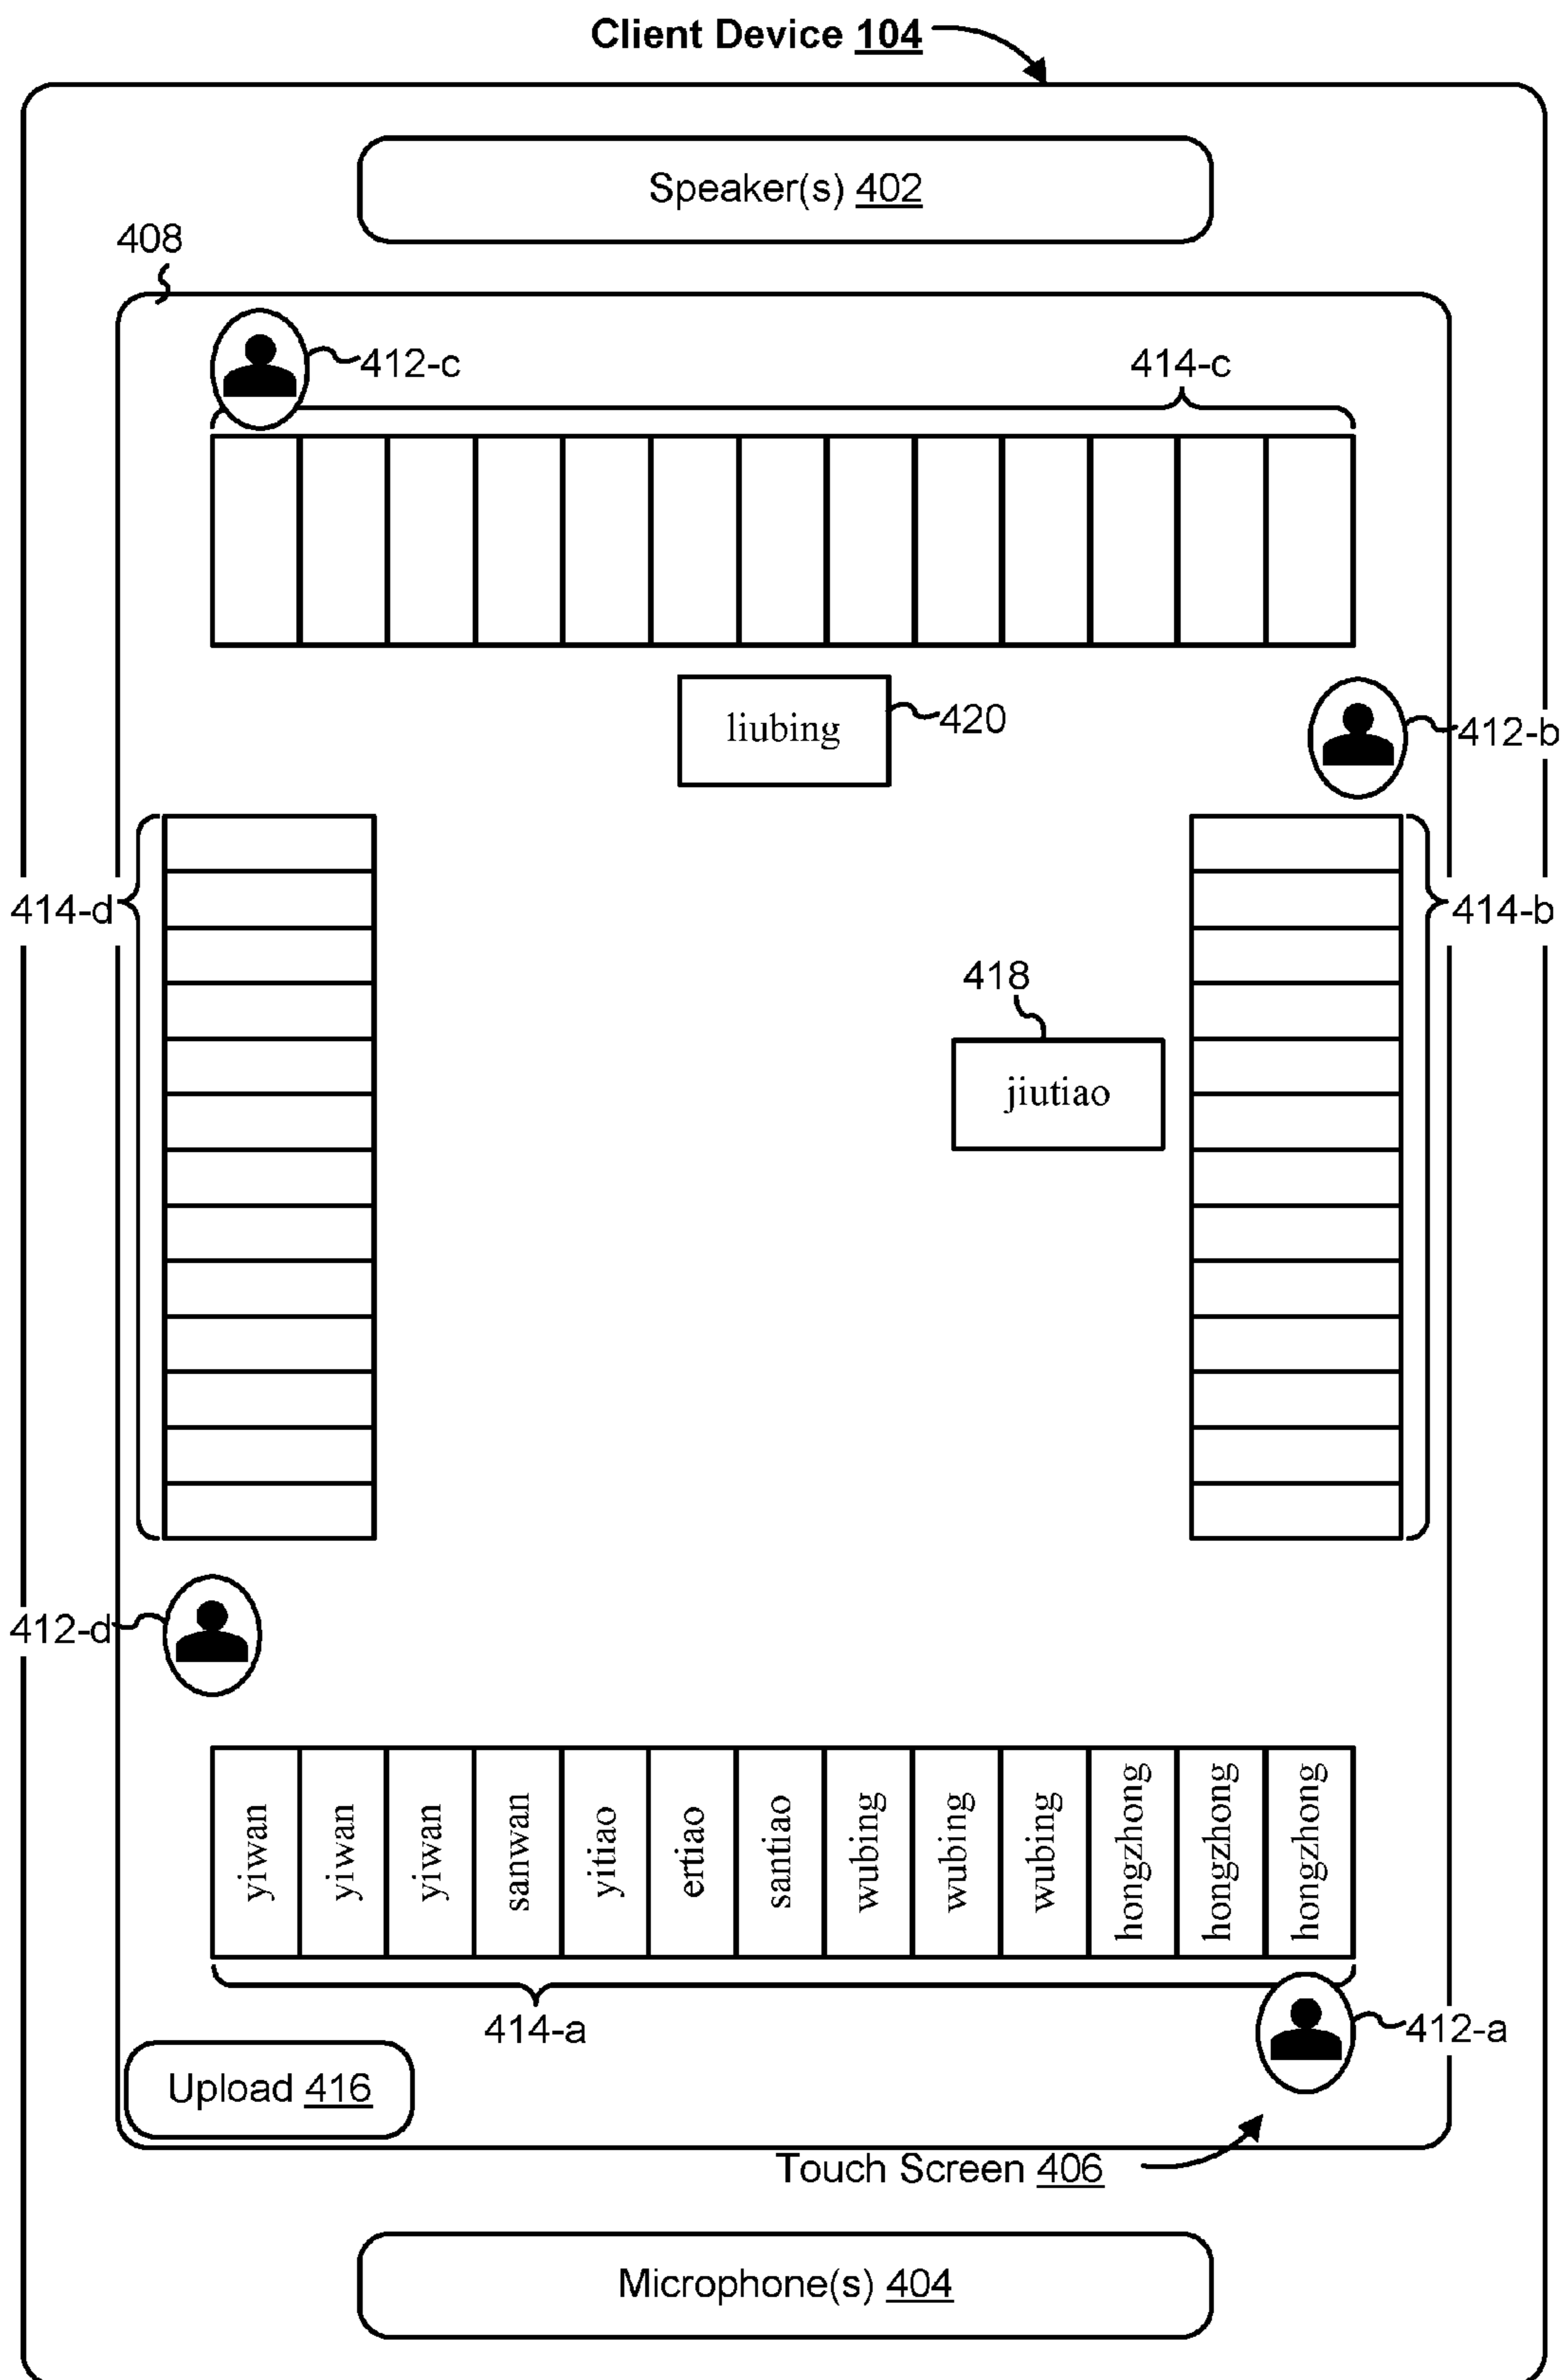 Client Device 104
Speaker(s) 402
408
412-c
414-c
liubing
420
412-b
414-d
414-b
418
jiutiao
412-d
yiwan
yiwan
yiwan
sanwan
yitiao
ertiao
santiao
wubing
wubing
wubing
hongzhong
hongzhong
hongzhong
414-a
412-a
Upload 416
Touch Screen 406
Microphone(s) 404